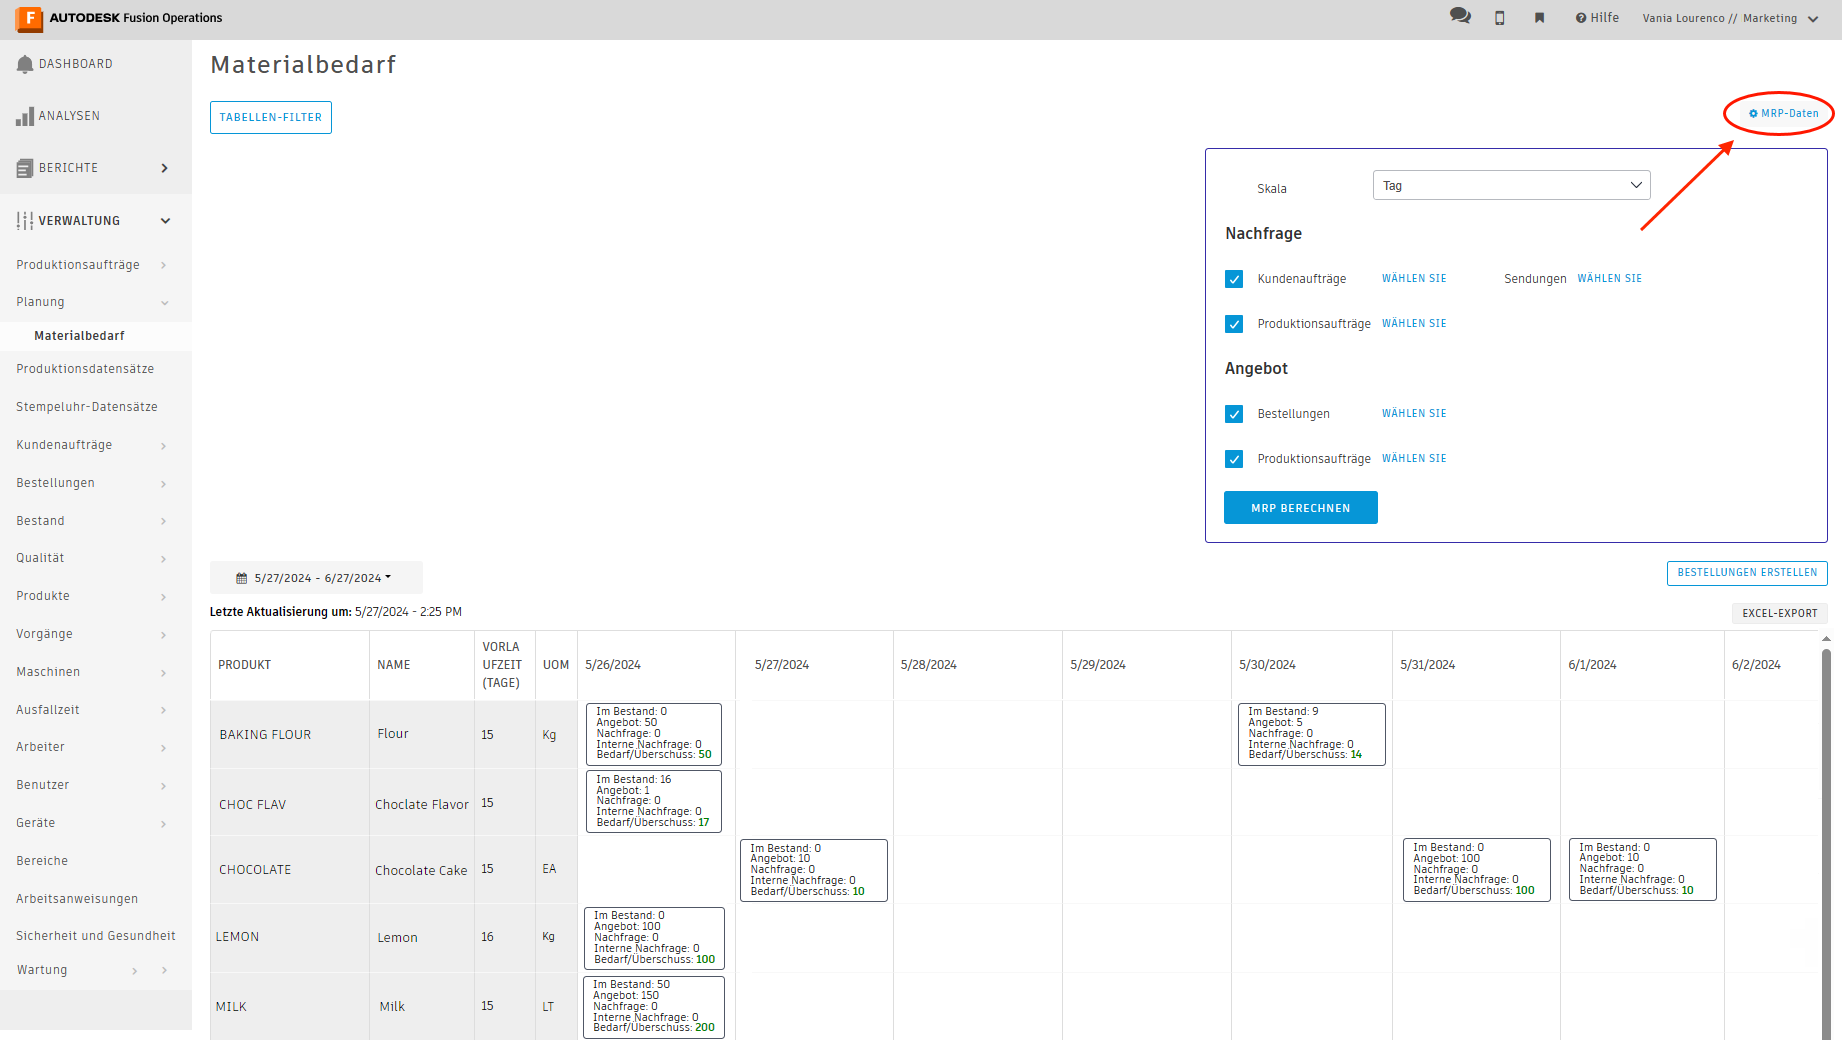 F AUTODESK Fusion Operations
Hilfe
Vania Lourenco // Marketing
DASHBOARD
ANALYSEN
BERICHTE
VERWALTUNG
Produktionsaufträge
Planung
Materialbedarf
Produktionsdatensätze
Stempeluhr-Datensätze
Kundenaufträge
Bestellungen
Bestand
Qualität
Produkte
Vorgänge
Maschinen
Ausfallzeit
Arbeiter
Benutzer
Geräte
Bereiche
Arbeitsanweisungen
Sicherheit und Gesundheit
Wartung
Materialbedarf
TABELLEN-FILTER
MRP-Daten
Skala Tag
Nachfrage
Kundenaufträge WÄHLEN SIE Sendungen WÄHLEN SIE
Produktionsaufträge WÄHLEN SIE
Angebot
Bestellungen WÄHLEN SIE
Produktionsaufträge WÄHLEN SIE
MRP BERECHNEN
5/27/2024 - 6/27/2024
BESTELLUNGEN ERSTELLEN
Letzte Aktualisierung um: 5/27/2024 - 2:25 PM
EXCEL-EXPORT
PRODUKT
NAME
VORLA
UFZEIT
(TAGE)
UOM
5/26/2024
5/27/2024
5/28/2024
5/29/2024
5/30/2024
5/31/2024
6/1/2024
6/2/2024
BAKING FLOUR
Flour
15
Kg
Im Bestand: 0
Angebot: 50
Nachfrage: 0
Interne Nachfrage: 0
Bedarf/Überschuss: 50
Im Bestand: 9
Angebot: 5
Nachfrage: 0
Interne Nachfrage: 0
Bedarf/Überschuss: 14
CHOC FLAV
Choclate Flavor
15
Im Bestand: 16
Angebot: 1
Nachfrage: 0
Interne Nachfrage: 0
Bedarf/Überschuss: 17
CHOCOLATE
Chocolate Cake
15
EA
Im Bestand: 0
Angebot: 10
Nachfrage: 0
Interne Nachfrage: 0
Bedarf/Überschuss: 10
Im Bestand: 0
Angebot: 100
Nachfrage: 0
Interne Nachfrage: 0
Bedarf/Überschuss: 100
Im Bestand: 0
Angebot: 10
Nachfrage: 0
Interne Nachfrage: 0
Bedarf/Überschuss: 10
LEMON
Lemon
16
Kg
Im Bestand: 0
Angebot: 100
Nachfrage: 0
Interne Nachfrage: 0
Bedarf/Überschuss: 100
MILK
Milk
15
LT
Im Bestand: 50
Angebot: 150
Nachfrage: 0
Interne Nachfrage: 0
Bedarf/Überschuss: 200